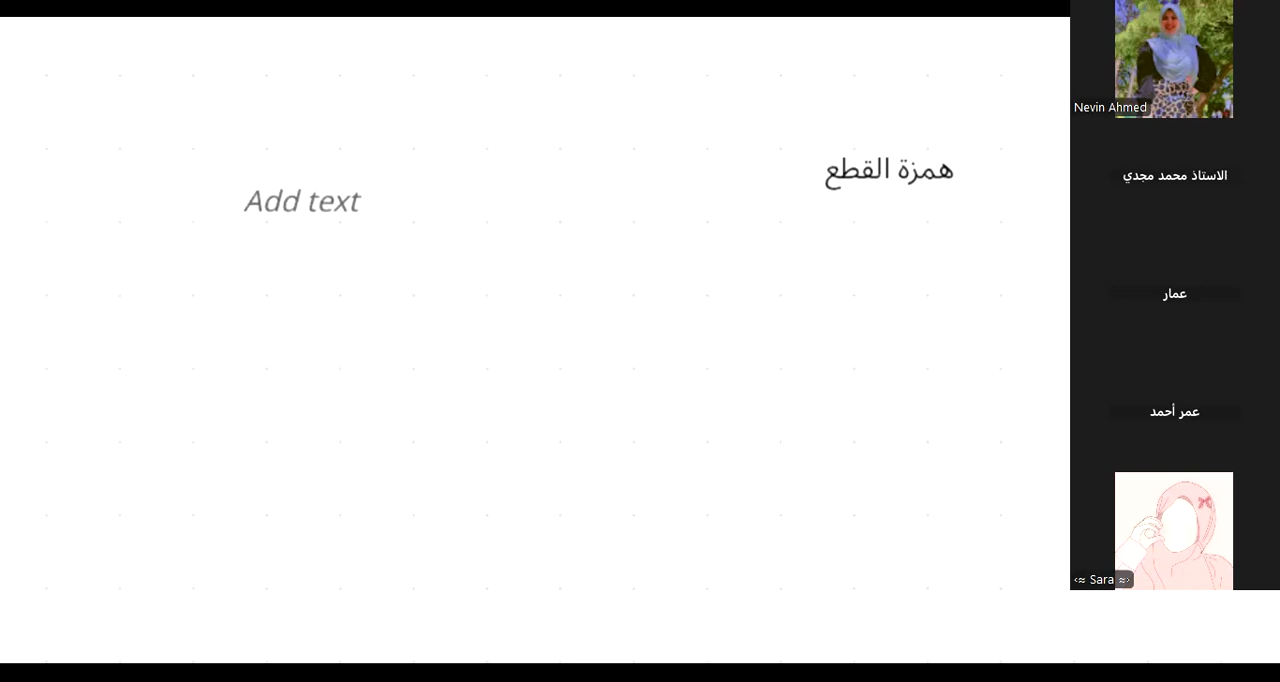 همزة القطع
Add text
Nevin Ahmed
الاستاذ محمد مجدي
عمار
عمر أحمد
‹≈ Sara ≈›